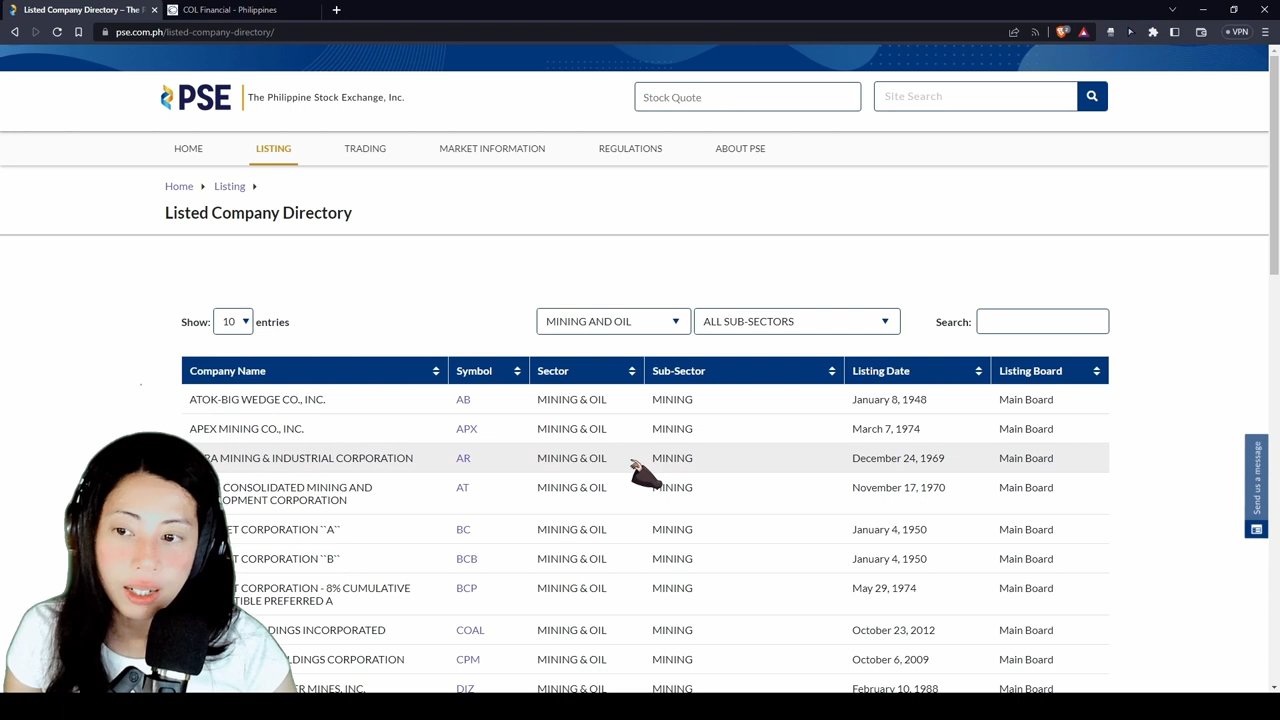 Listed Company Directory – The P
COL Financial - Philippines
pse.com.ph/listed-company-directory/
VPN
PSE
The Philippine Stock Exchange, Inc.
Stock Quote
Site Search
HOME
LISTING
TRADING
MARKET INFORMATION
REGULATIONS
ABOUT PSE
Home
Listing
Listed Company Directory
Show: 10 entries
MINING AND OIL
ALL SUB-SECTORS
Search:
Company Name Symbol Sector Sub-Sector Listing Date Listing Board
ATOK-BIG WEDGE CO., INC. AB MINING & OIL MINING January 8, 1948 Main Board
APEX MINING CO., INC. APX MINING & OIL MINING March 7, 1974 Main Board
RA MINING & INDUSTRIAL CORPORATION AR MINING & OIL MINING December 24, 1969 Main Board
CONSOLIDATED MINING AND
OPMENT CORPORATION AT MINING & OIL MINING November 17, 1970 Main Board
ET CORPORATION ``A`` BC MINING & OIL MINING January 4, 1950 Main Board
ET CORPORATION ``B`` BCB MINING & OIL MINING January 4, 1950 Main Board
T CORPORATION - 8% CUMULATIVE
TIBLE PREFERRED A BCP MINING & OIL MINING May 29, 1974 Main Board
DINGS INCORPORATED COAL MINING & OIL MINING October 23, 2012 Main Board
LDINGS CORPORATION CPM MINING & OIL MINING October 6, 2009 Main Board
ER MINES, INC. DIZ MINING & OIL MINING February 10, 1988 Main Board
Send us a message